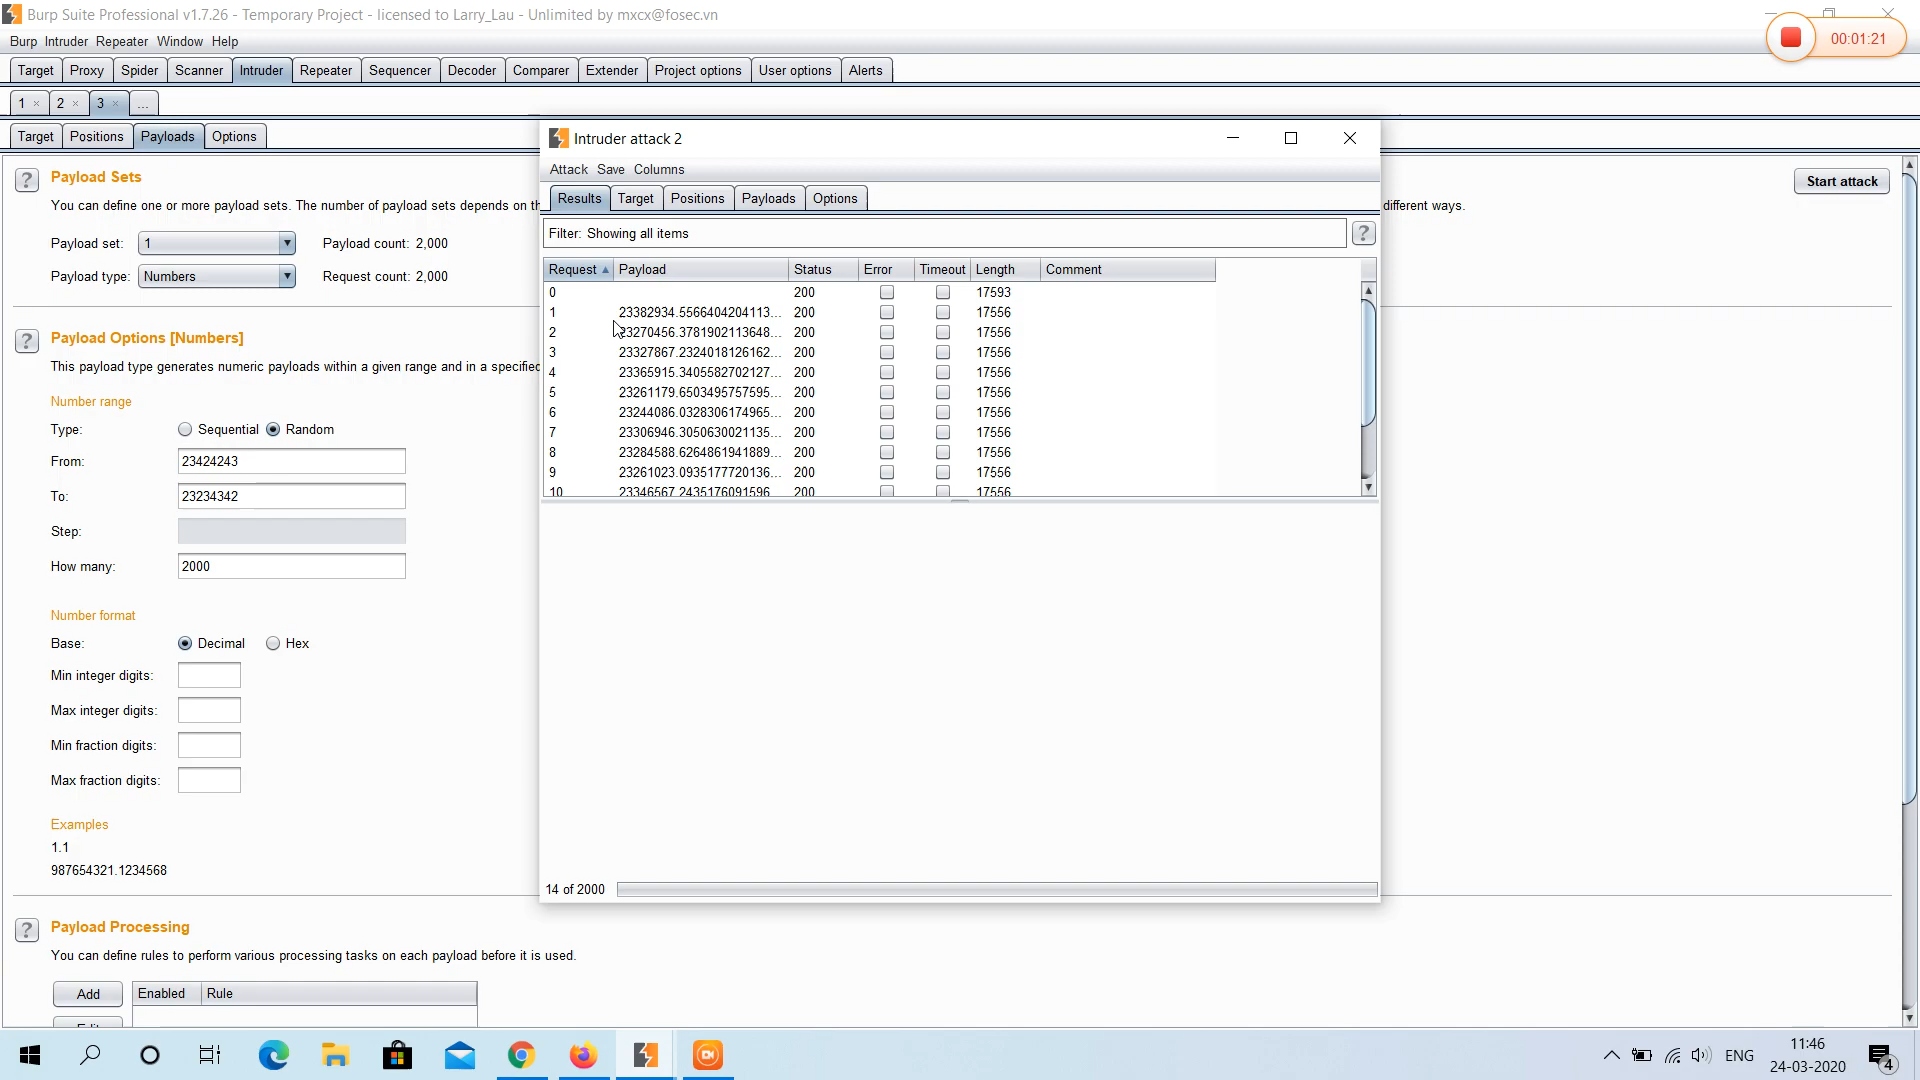 Burp Suite Professional v1.7.26 - Temporary Project - licensed to Larry_Lau - Unlimited by mxcx@fosec.vn
00:01:21
Burp Intruder Repeater Window Help
Target Proxy Spider Scanner Intruder Repeater Sequencer Decoder Comparer Extender Project options User options Alerts
1 × 2 × 3 × ...
Target Positions Payloads Options
? Payload Sets
Start attack
You can define one or more payload sets. The number of payload sets depends on th
different ways.
Payload set: 1 Payload count: 2,000
Payload type: Numbers Request count: 2,000
? Payload Options [Numbers]
This payload type generates numeric payloads within a given range and in a specified
Number range
Type: Sequential Random
From: 23424243
To: 23234342
Step:
How many: 2000
Number format
Base: Decimal Hex
Min integer digits:
Max integer digits:
Min fraction digits:
Max fraction digits:
Examples
1.1
987654321.1234568
? Payload Processing
You can define rules to perform various processing tasks on each payload before it is used.
Add Enabled Rule
Edit
Intruder attack 2
Attack Save Columns
Results Target Positions Payloads Options
Filter: Showing all items ?
Request Payload Status Error Timeout Length Comment
0 200 17593
1 23382934.5566404204113... 200 17556
2 23270456.3781902113648... 200 17556
3 23327867.2324018126162... 200 17556
4 23365915.3405582702127... 200 17556
5 23261179.6503495757595... 200 17556
6 23244086.0328306174965... 200 17556
7 23306946.3050630021135... 200 17556
8 23284588.6264861941889... 200 17556
9 23261023.0935177720136... 200 17556
10 23346567.2435176091596... 200 17556
14 of 2000
ENG
11:46
24-03-2020
4